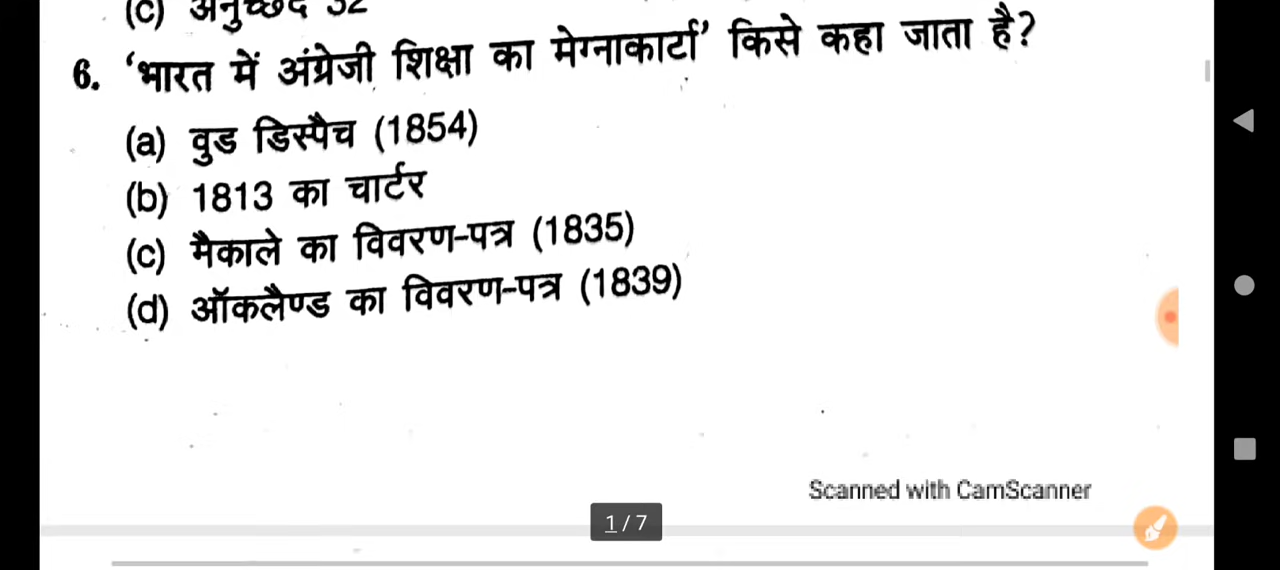 (c) अनुच्छेद 32
6. 'भारत में अंग्रेजी शिक्षा का मेग्नाकार्टा' किसे कहा जाता है?
(a) वुड डिस्पैच (1854)
(b) 1813 का चार्टर
(c) मैकाले का विवरण-पत्र (1835)
(d) ऑकलैण्ड का विवरण-पत्र (1839)
Scanned with CamScanner
1 / 7